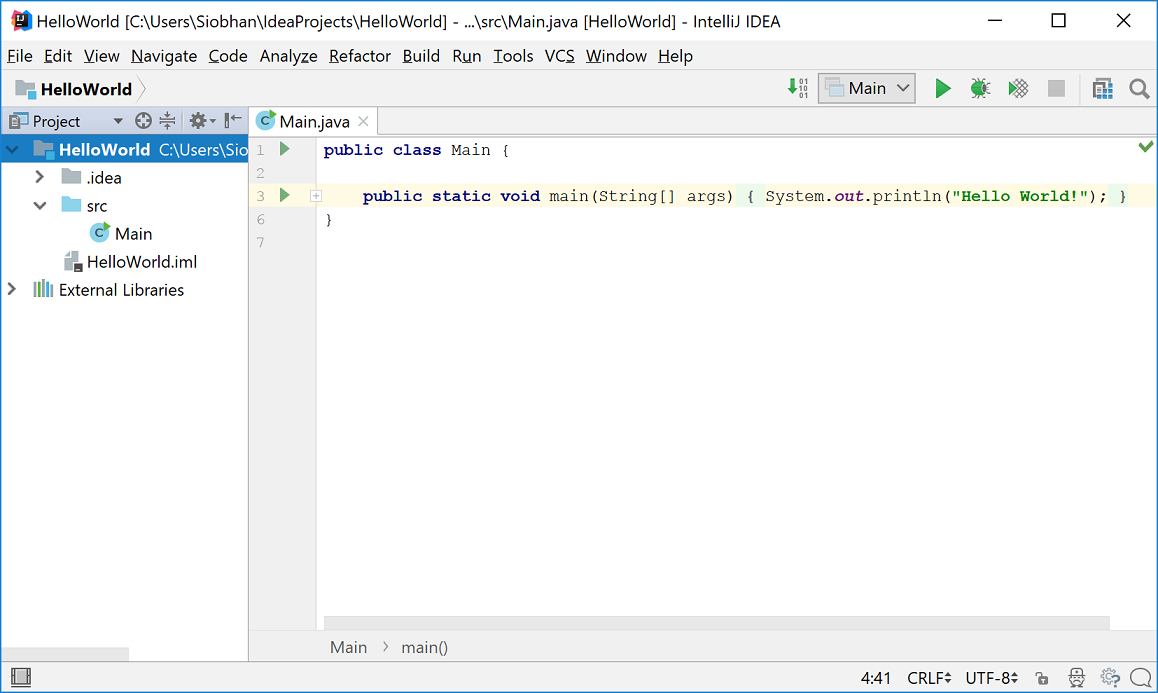 HelloWorld [C:\Users\Siobhan\IdeaProjects\HelloWorld] - ...\src\Main.java [HelloWorld] - IntelliJ IDEA
File Edit View Navigate Code Analyze Refactor Build Run Tools VCS Window Help
HelloWorld
Main
Project
Main.java
HelloWorld C:\Users\Sio
.idea
src
Main
HelloWorld.iml
External Libraries
1 public class Main {
2
3 public static void main(String[] args) { System.out.println("Hello World!"); }
6 }
7
Main > main()
4:41 CRLF UTF-8